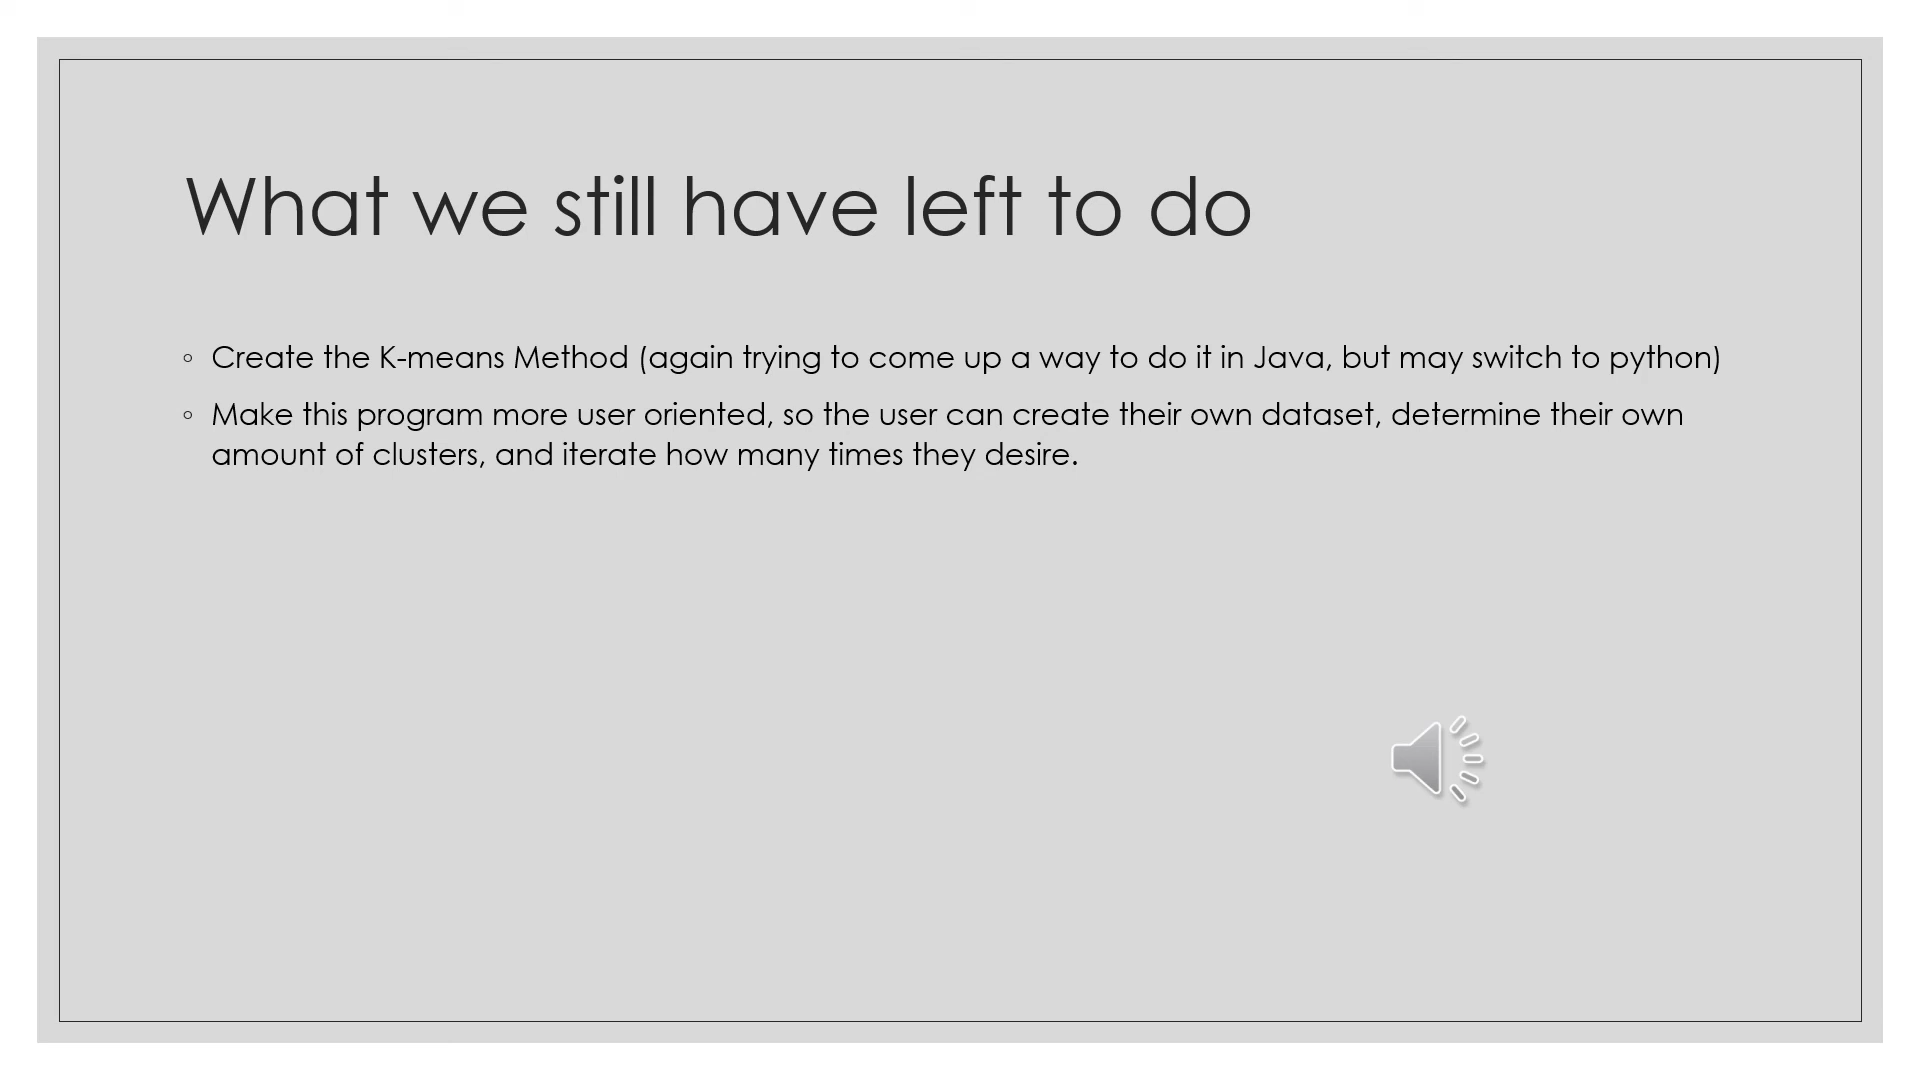 What we still have left to do
◦ Create the K-means Method (again trying to come up a way to do it in Java, but may switch to python)
◦ Make this program more user oriented, so the user can create their own dataset, determine their own
amount of clusters, and iterate how many times they desire.